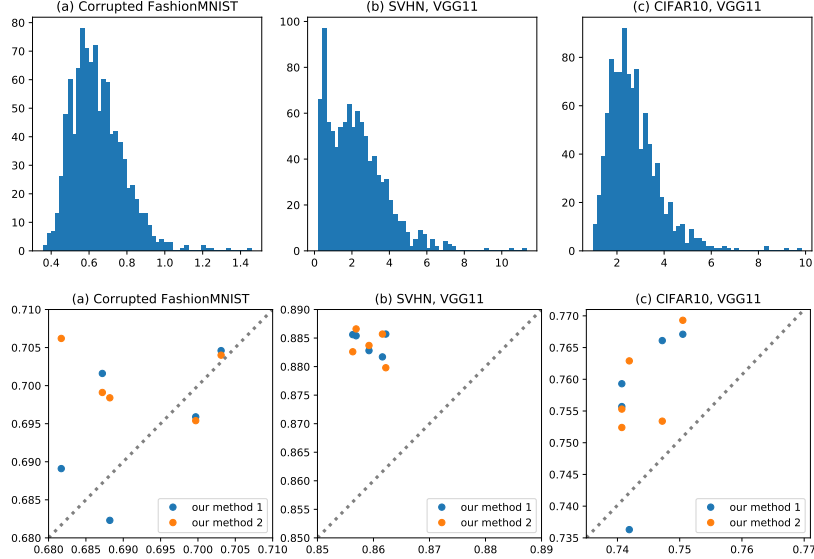 (a) Corrupted FashionMNIST
80
70
60
50
40
30
20
10
0
0.4 0.6 0.8 1.0 1.2 1.4
(b) SVHN, VGG11
100
80
60
40
20
0
0 2 4 6 8 10
(c) CIFAR10, VGG11
80
60
40
20
0
2 4 6 8 10
(a) Corrupted FashionMNIST
0.710
0.705
0.700
0.695
0.690
0.685
0.680
0.680 0.685 0.690 0.695 0.700 0.705 0.710
our method 1
our method 2
(b) SVHN, VGG11
0.890
0.885
0.880
0.875
0.870
0.865
0.860
0.855
0.850
0.85 0.86 0.87 0.88 0.89
our method 1
our method 2
(c) CIFAR10, VGG11
0.770
0.765
0.760
0.755
0.750
0.745
0.740
0.735
0.74 0.75 0.76 0.77
our method 1
our method 2